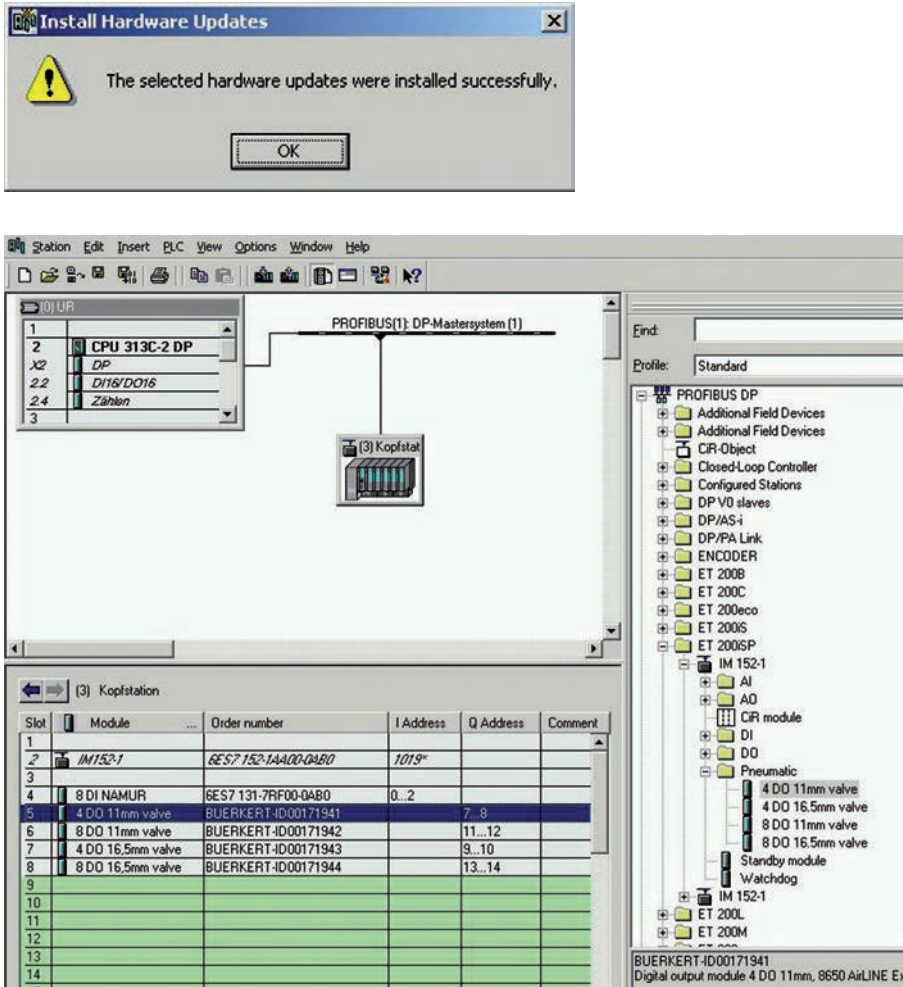 Install Hardware Updates
The selected hardware updates were installed successfully.
OK
Station Edit Insert PLC View Options Window Help
(0) UR
1
2 CPU 313C-2 DP
X2 DP
2.2 DI16/DO16
2.4 Zählen
3
PROFIBUS(1): DP-Mastersystem (1)
(3) Kopfstat
Find:
Profile: Standard
PROFIBUS DP
Additional Field Devices
Additional Field Devices
CiR-Object
Closed-Loop Controller
Configured Stations
DP V0 slaves
DP/AS-i
DP/PA Link
ENCODER
ET 200B
ET 200C
ET 200eco
ET 200iS
ET 200iSP
IM 152-1
AI
AO
CiR module
DI
DO
Pneumatic
4 DO 11mm valve
4 DO 16.5mm valve
8 DO 11mm valve
8 DO 16.5mm valve
Standby module
Watchdog
IM 152-1
ET 200L
ET 200M
(3) Kopfstation
Slot Module ... Order number I Address Q Address Comment
1
2 IM152-1 6ES7 152-1AA00-0AB0 1019*
3
4 8 DI NAMUR 6ES7 131-7RF00-0AB0 0...2
5 4 DO 11mm valve BUERKERT-ID00171941 7...8
6 8 DO 11mm valve BUERKERT-ID00171942 11...12
7 4 DO 16,5mm valve BUERKERT-ID00171943 9...10
8 8 DO 16,5mm valve BUERKERT-ID00171944 13...14
9
10
11
12
13
14
BUERKERT-ID00171941
Digital output module 4 DO 11mm, 8650 AirLINE Ex